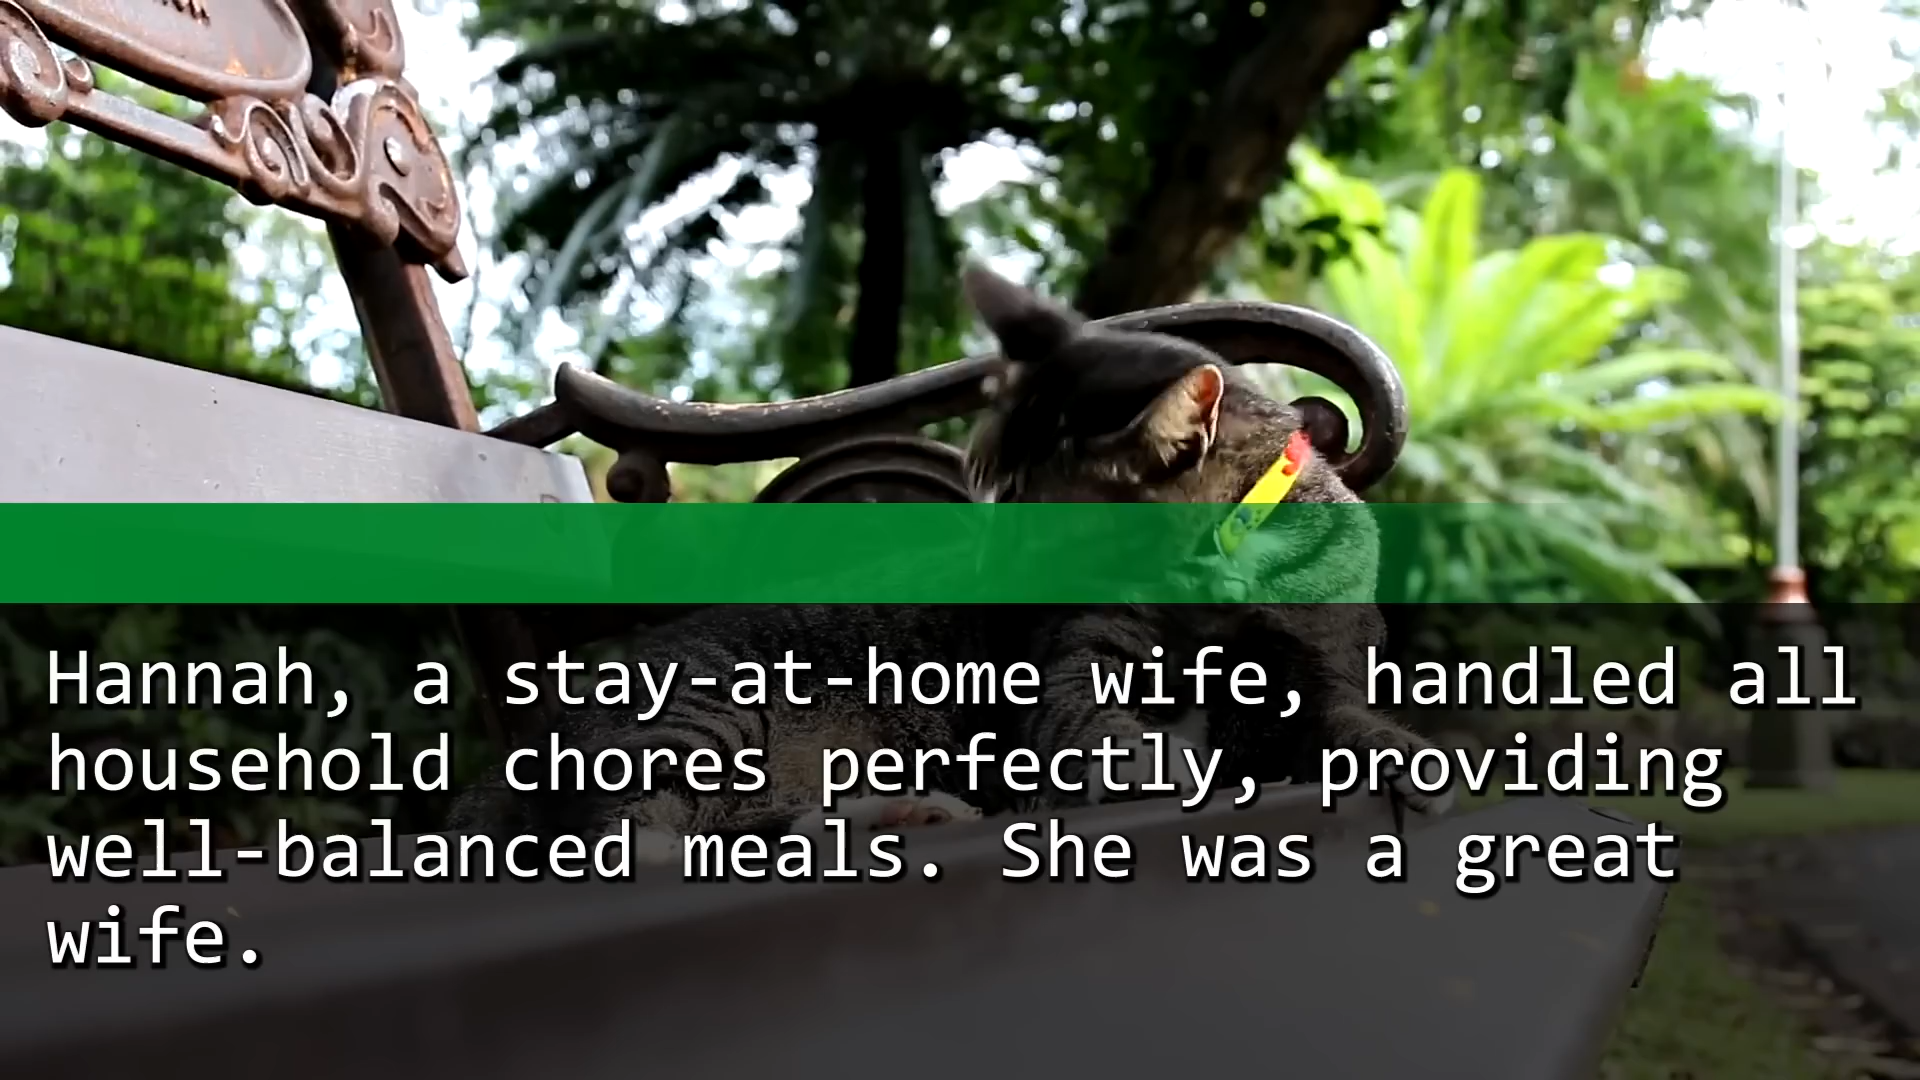 Hannah, a stay-at-home wife, handled all
household chores perfectly, providing
well-balanced meals. She was a great
wife.